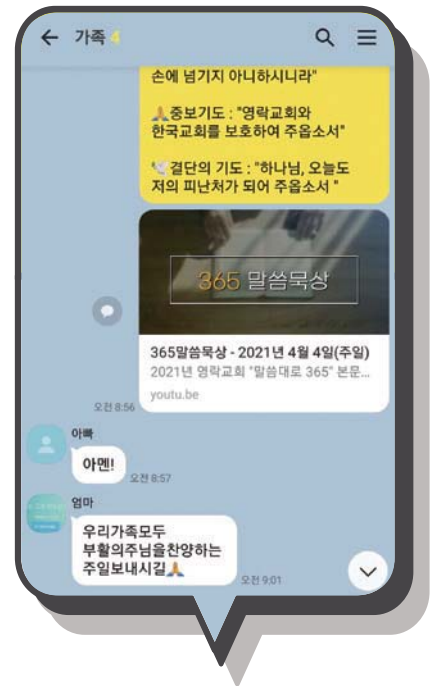 가족 4
손에 넘기지 아니하시니라"
🙏중보기도 : "영락교회와
한국교회를 보호하여 주옵소서"
🕊결단의 기도 : "하나님, 오늘도
저의 피난처가 되어 주옵소서 "
365 말씀묵상
365말씀묵상 - 2021년 4월 4일(주일)
2021년 영락교회 "말씀대로 365" 본문...
youtu.be
오전 8:56
아빠
아멘!
오전 8:57
엄마
우리가족모두
부활의주님을찬양하는
주일보내시길🙏
오전 9:01